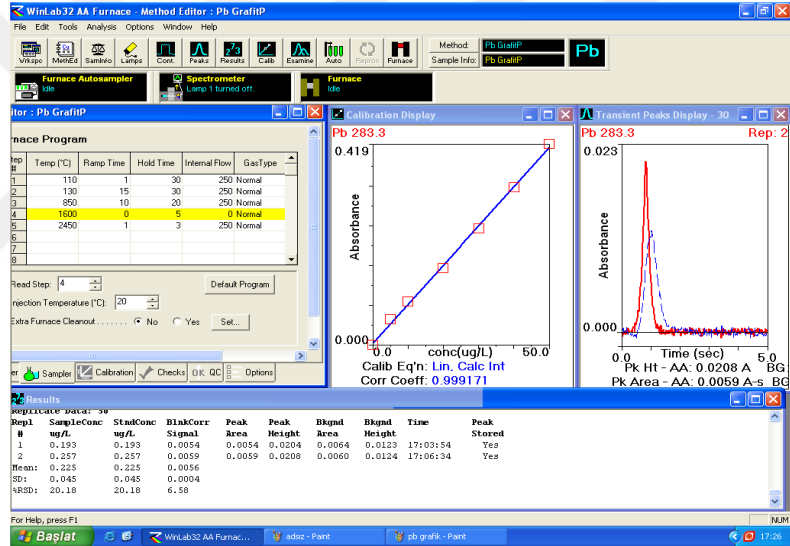 WinLab32 AA Furnace - Method Editor : Pb GrafitP
File Edit Tools Analysis Options Window Help
Wrkspc MethEd SamInfo Lamps Cont. Peaks Results Calib Examine Auto Reproc Furnace
Method: Pb GrafitP
Sample Info: Pb GrafitP
Pb
Furnace Autosampler
Idle
Spectrometer
Lamp 1 turned off.
Furnace
Idle
itor : Pb GrafitP
rnace Program
tep # Temp (°C) Ramp Time Hold Time Internal Flow GasType
1 110 1 30 250 Normal
2 130 15 30 250 Normal
3 850 10 20 250 Normal
4 1600 0 5 0 Normal
5 2450 1 3 250 Normal
6
7
8
Read Step: 4 Default Program
njection Temperature (°C): 20
Extra Furnace Cleanout . . . . . . No Yes Set...
er Sampler Calibration Checks QC Options
Calibration Display
Pb 283.3
0.419
Absorbance
0.000
0.0 conc(ug/L) 50.0
Calib Eq'n: Lin, Calc Int
Corr Coeff: 0.999171
Transient Peaks Display - 30
Pb 283.3 Rep: 2
0.023
Absorbance
0.000
0.0 Time (sec) 5.0
Pk Ht - AA: 0.0208 A BG:
Pk Area - AA: 0.0059 A-s BG
Results
Replicate Data: 30
Repl SampleConc StndConc BlnkCorr Peak Peak Bkgnd Bkgnd Time Peak
# ug/L ug/L Signal Area Height Area Height Stored
1 0.193 0.193 0.0054 0.0054 0.0204 0.0064 0.0123 17:03:54 Yes
2 0.257 0.257 0.0059 0.0059 0.0208 0.0060 0.0124 17:06:34 Yes
Mean: 0.225 0.225 0.0056
SD: 0.045 0.045 0.0004
%RSD: 20.18 20.18 6.58
For Help, press F1 NUM
Başlat WinLab32 AA Furnac... adsız - Paint pb grafik - Paint 17:26